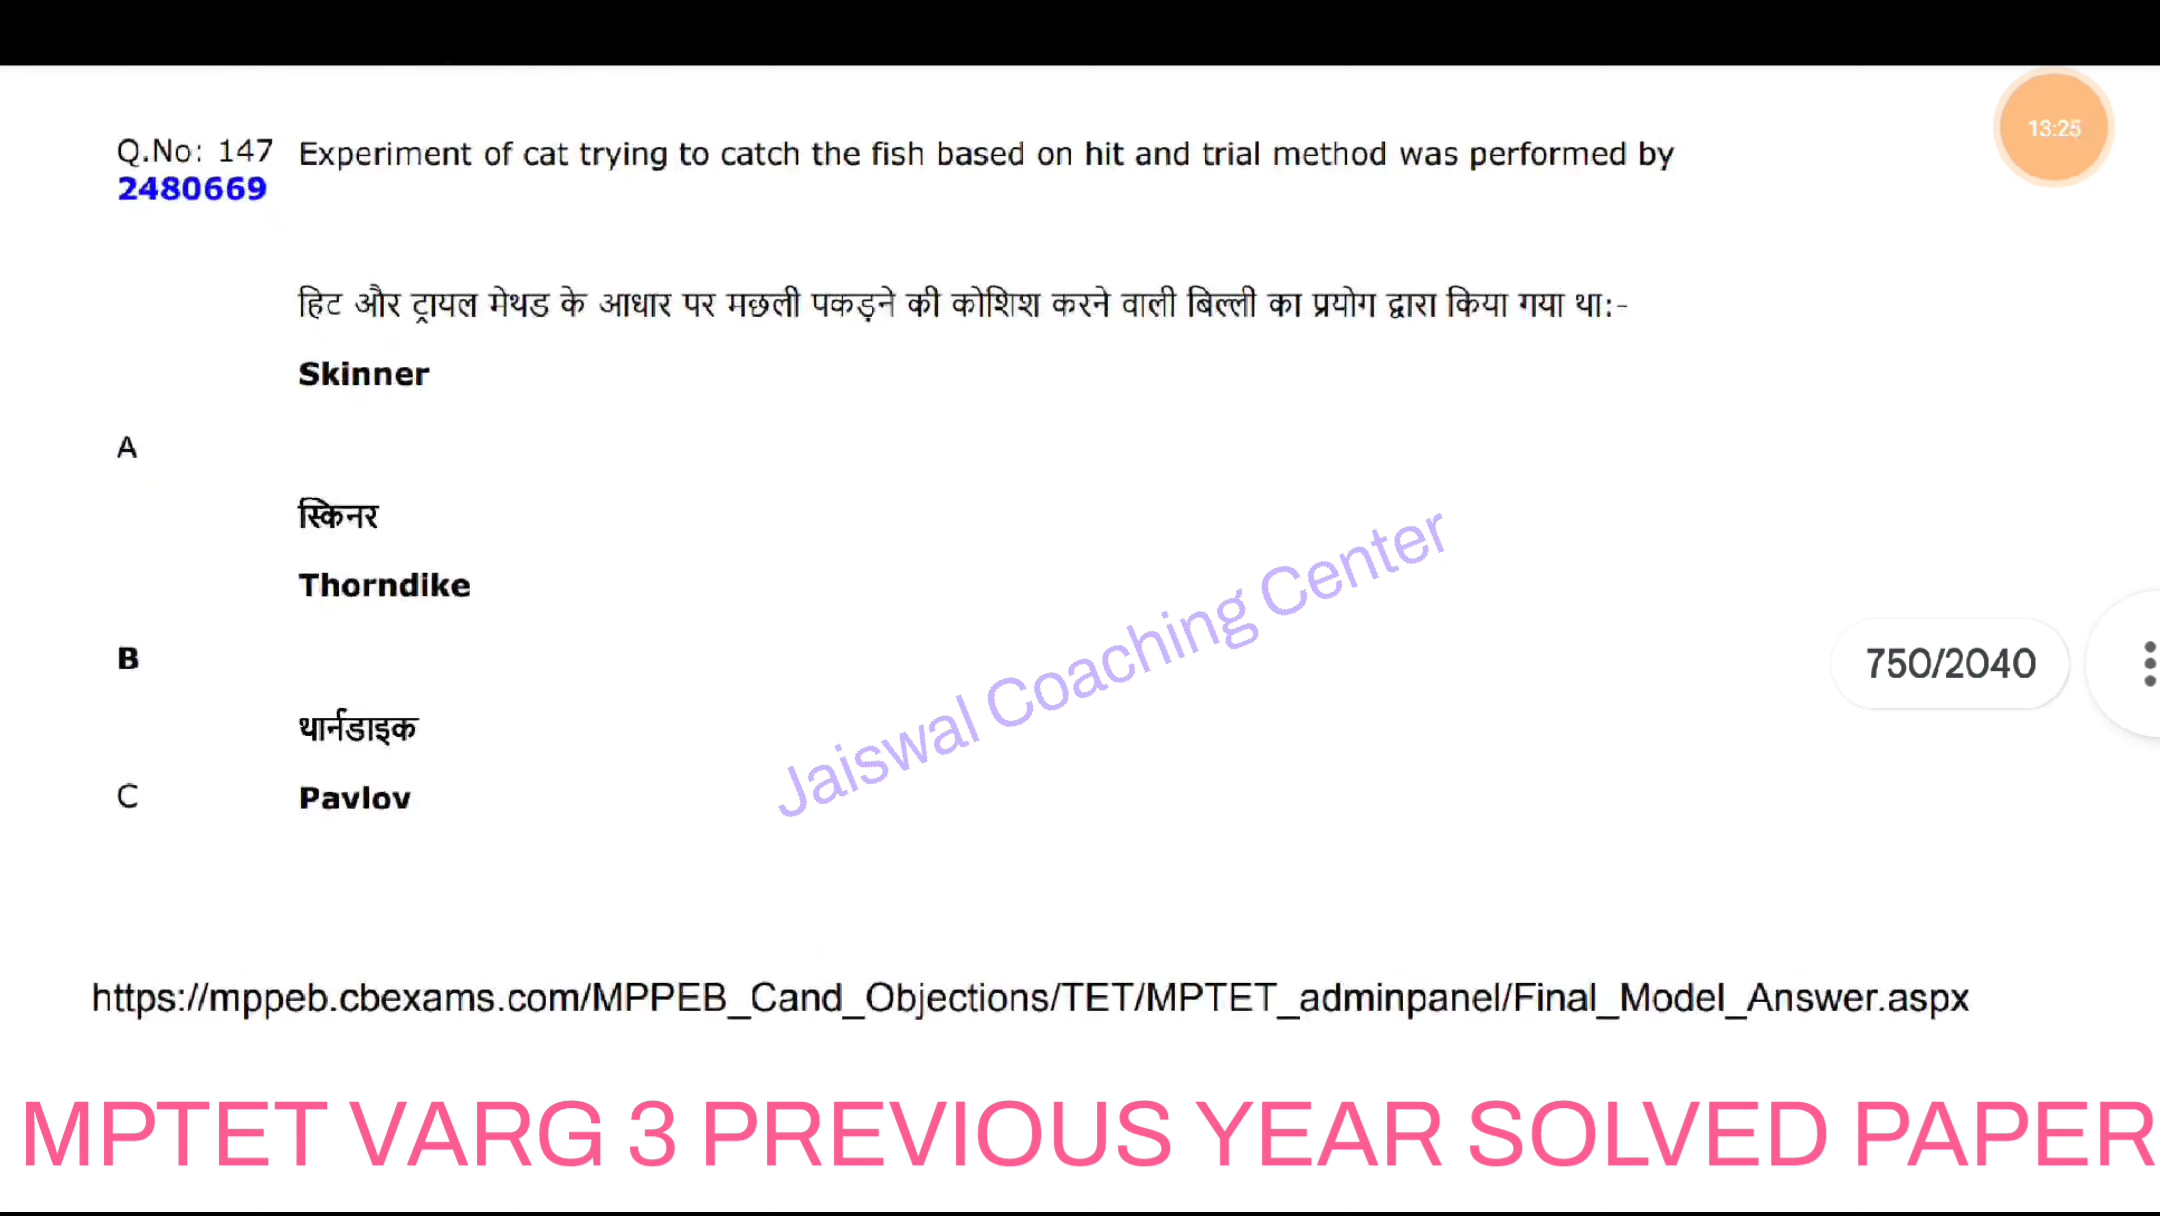 13:25
Q.No: 147 Experiment of cat trying to catch the fish based on hit and trial method was performed by
2480669
हिट और ट्रायल मेथड के आधार पर मछली पकड़ने की कोशिश करने वाली बिल्ली का प्रयोग द्वारा किया गया था:-
Skinner
A
स्किनर
Thorndike
B
थार्नडाइक
C Pavlov
Jaiswal Coaching Center
750/2040
https://mppeb.cbexams.com/MPPEB_Cand_Objections/TET/MPTET_adminpanel/Final_Model_Answer.aspx
MPTET VARG 3 PREVIOUS YEAR SOLVED PAPER